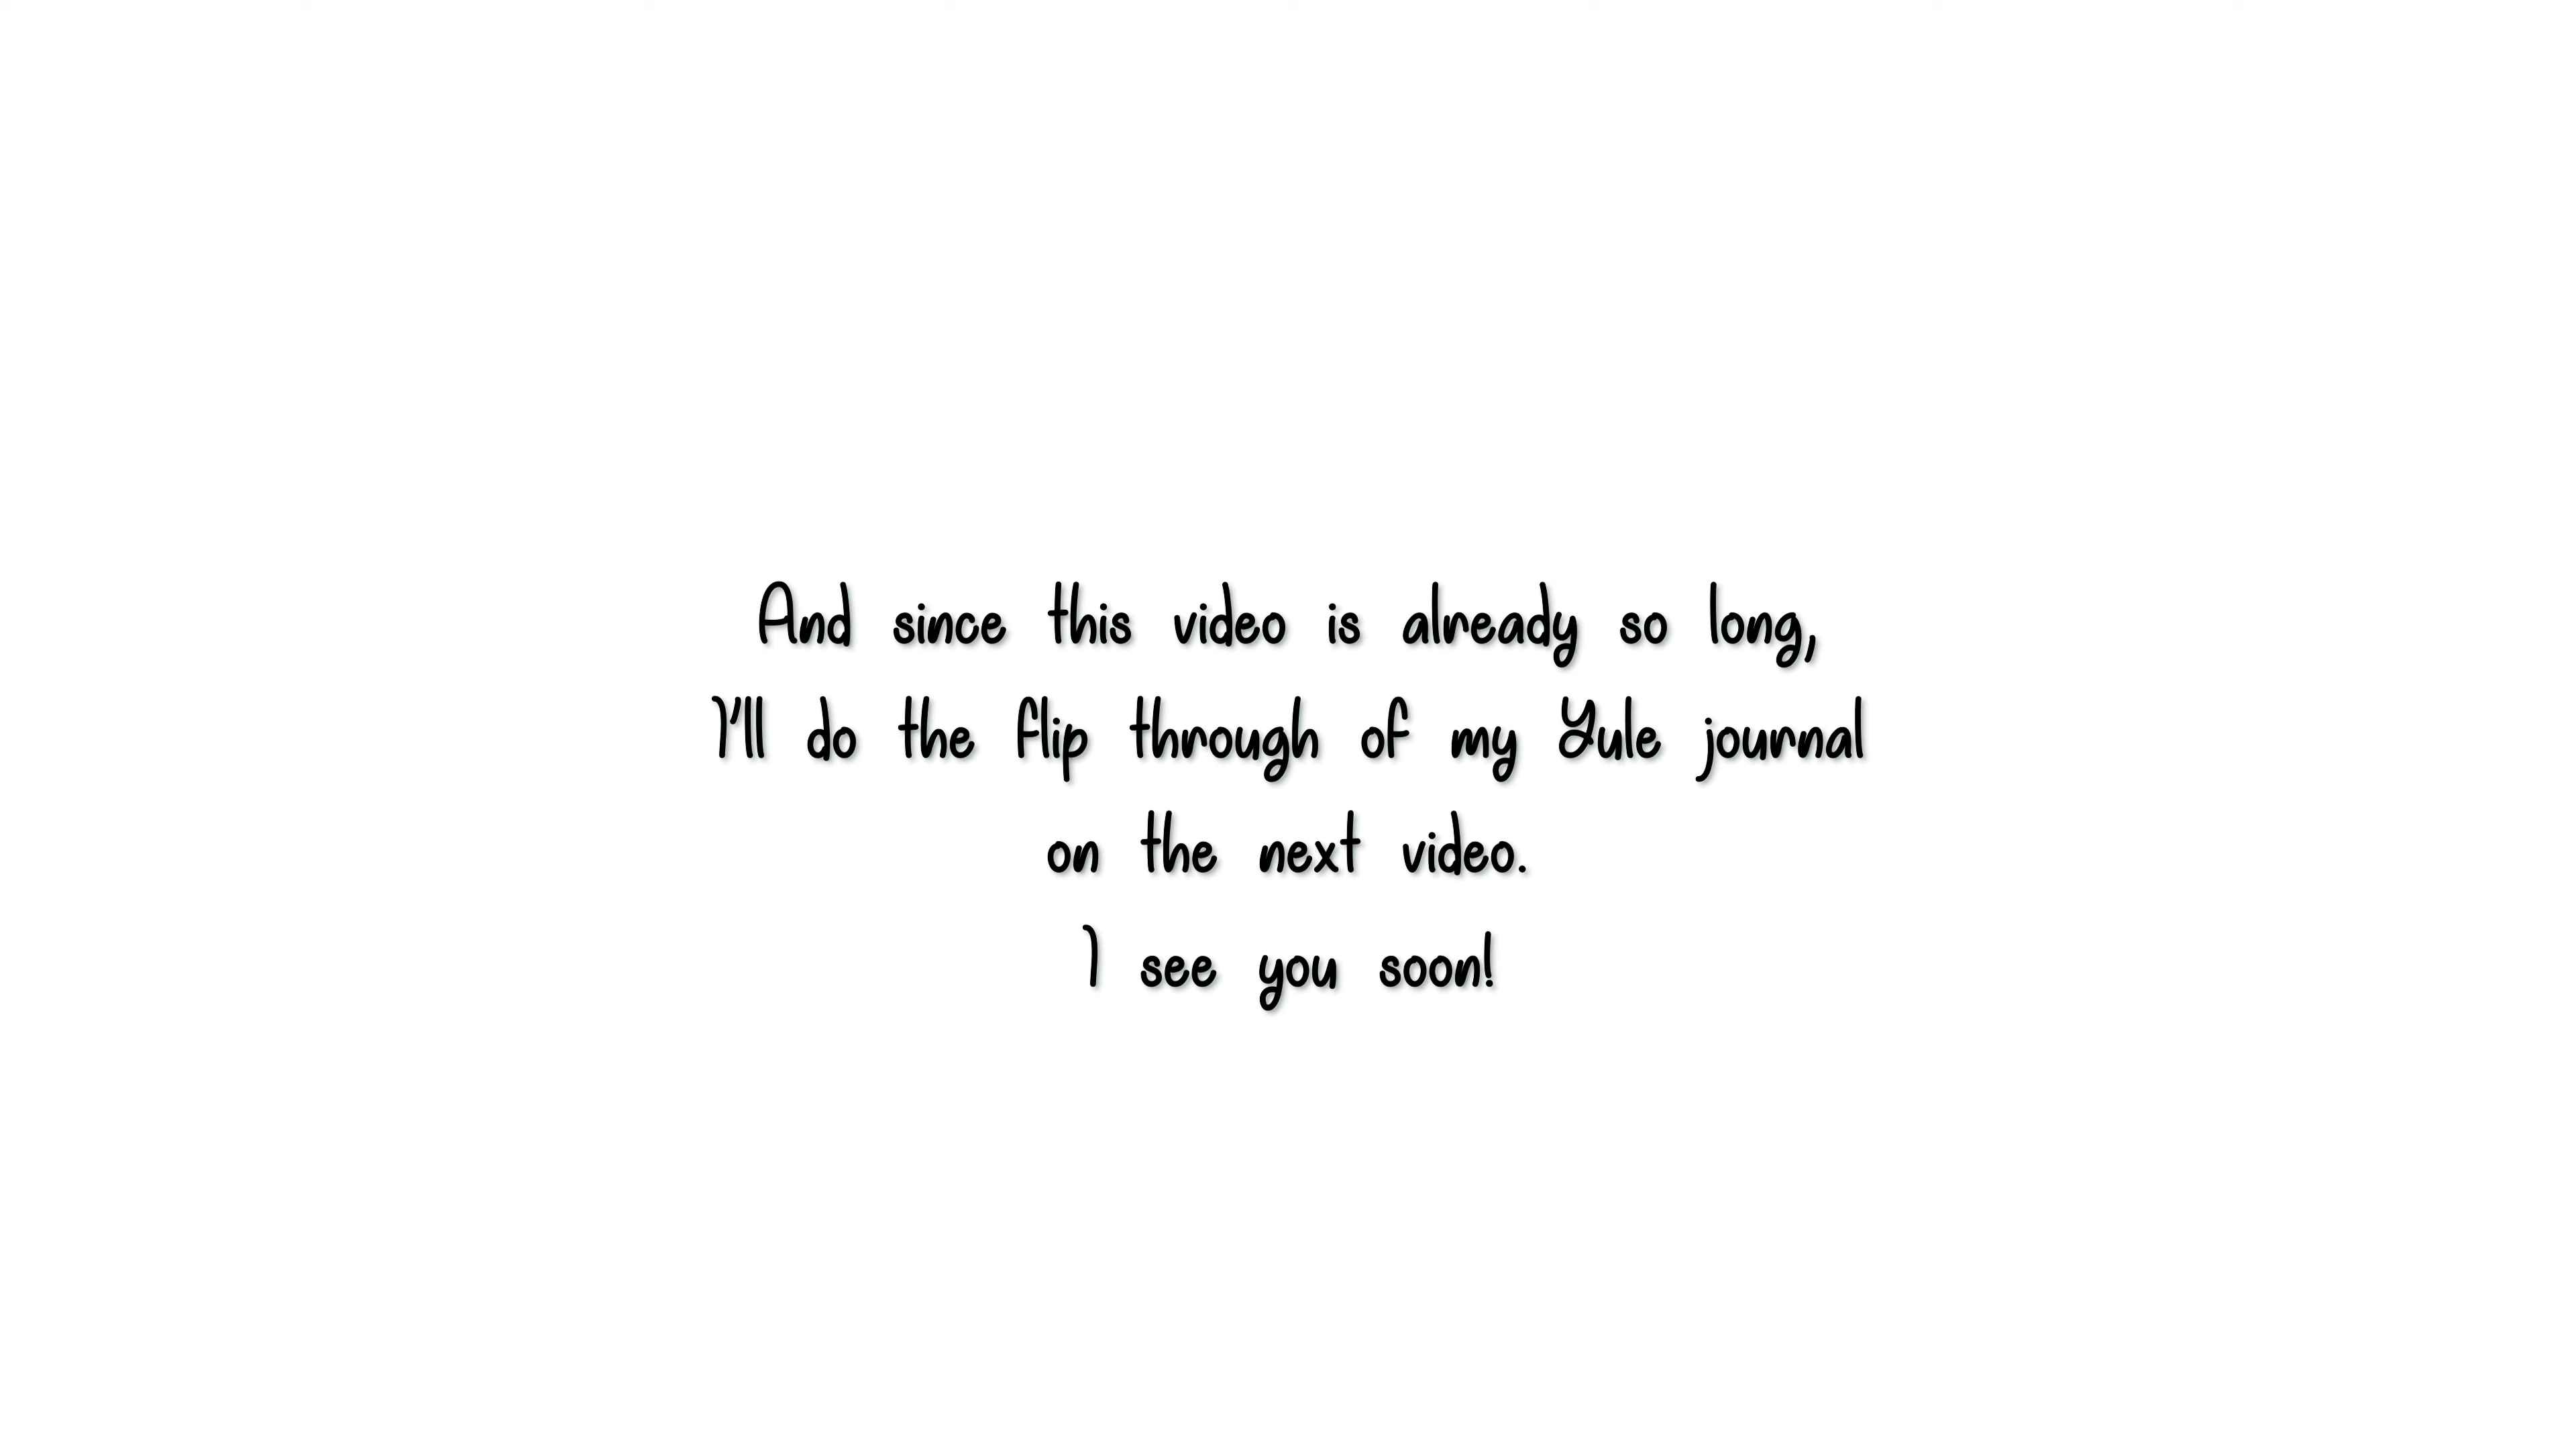 And since this video is already so long,
I'll do the flip through of my Yule journal
on the next video.
I see you soon!